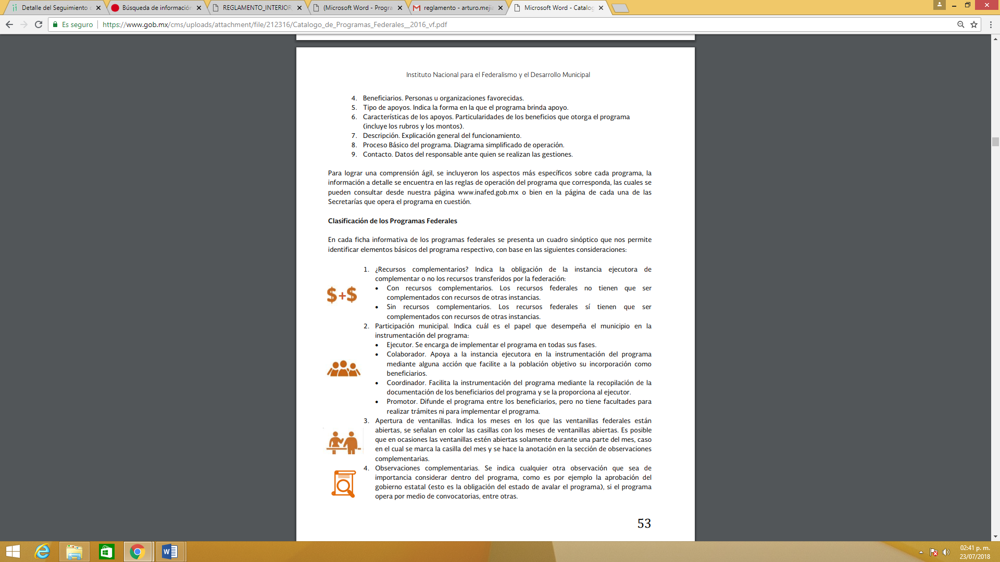 Detalle del Seguimiento d
Búsqueda de información
REGLAMENTO_INTERIOR_
(Microsoft Word - Progra
reglamento - arturo.mejia
Microsoft Word - Catalog
Es seguro
https://www.gob.mx/cms/uploads/attachment/file/212316/Catalogo_de_Programas_Federales__2016_vf.pdf
Instituto Nacional para el Federalismo y el Desarrollo Municipal
4. Beneficiarios. Personas u organizaciones favorecidas.
5. Tipo de apoyos. Indica la forma en la que el programa brinda apoyo.
6. Características de los apoyos. Particularidades de los beneficios que otorga el programa
(incluye los rubros y los montos).
7. Descripción. Explicación general del funcionamiento.
8. Proceso Básico del programa. Diagrama simplificado de operación.
9. Contacto. Datos del responsable ante quien se realizan las gestiones.
Para lograr una comprensión ágil, se incluyeron los aspectos más específicos sobre cada programa, la
información a detalle se encuentra en las reglas de operación del programa que corresponda, las cuales se
pueden consultar desde nuestra página www.inafed.gob.mx o bien en la página de cada una de las
Secretarías que opera el programa en cuestión.
Clasificación de los Programas Federales
En cada ficha informativa de los programas federales se presenta un cuadro sinóptico que nos permite
identificar elementos básicos del programa respectivo, con base en las siguientes consideraciones:
1. ¿Recursos complementarios? Indica la obligación de la instancia ejecutora de
complementar o no los recursos transferidos por la federación:
• Con recursos complementarios. Los recursos federales no tienen que ser
complementados con recursos de otras instancias.
$+$
• Sin recursos complementarios. Los recursos federales sí tienen que ser
complementados con recursos de otras instancias.
2. Participación municipal. Indica cuál es el papel que desempeña el municipio en la
instrumentación del programa:
• Ejecutor. Se encarga de implementar el programa en todas sus fases.
• Colaborador. Apoya a la instancia ejecutora en la instrumentación del programa
mediante alguna acción que facilite a la población objetivo su incorporación como
beneficiarios.
• Coordinador. Facilita la instrumentación del programa mediante la recopilación de la
documentación de los beneficiarios del programa y se la proporciona al ejecutor.
• Promotor. Difunde el programa entre los beneficiarios, pero no tiene facultades para
realizar trámites ni para implementar el programa.
3. Apertura de ventanillas. Indica los meses en los que las ventanillas federales están
abiertas, se señalan en color las casillas con los meses de ventanillas abiertas. Es posible
que en ocasiones las ventanillas estén abiertas solamente durante una parte del mes, caso
en el cual se marca la casilla del mes y se hace la anotación en la sección de observaciones
complementarias.
4. Observaciones complementarias. Se indica cualquier otra observación que sea de
importancia considerar dentro del programa, como es por ejemplo la aprobación del
gobierno estatal (esto es la obligación del estado de avalar el programa), si el programa
opera por medio de convocatorias, entre otras.
53
02:41 p. m.
23/07/2018